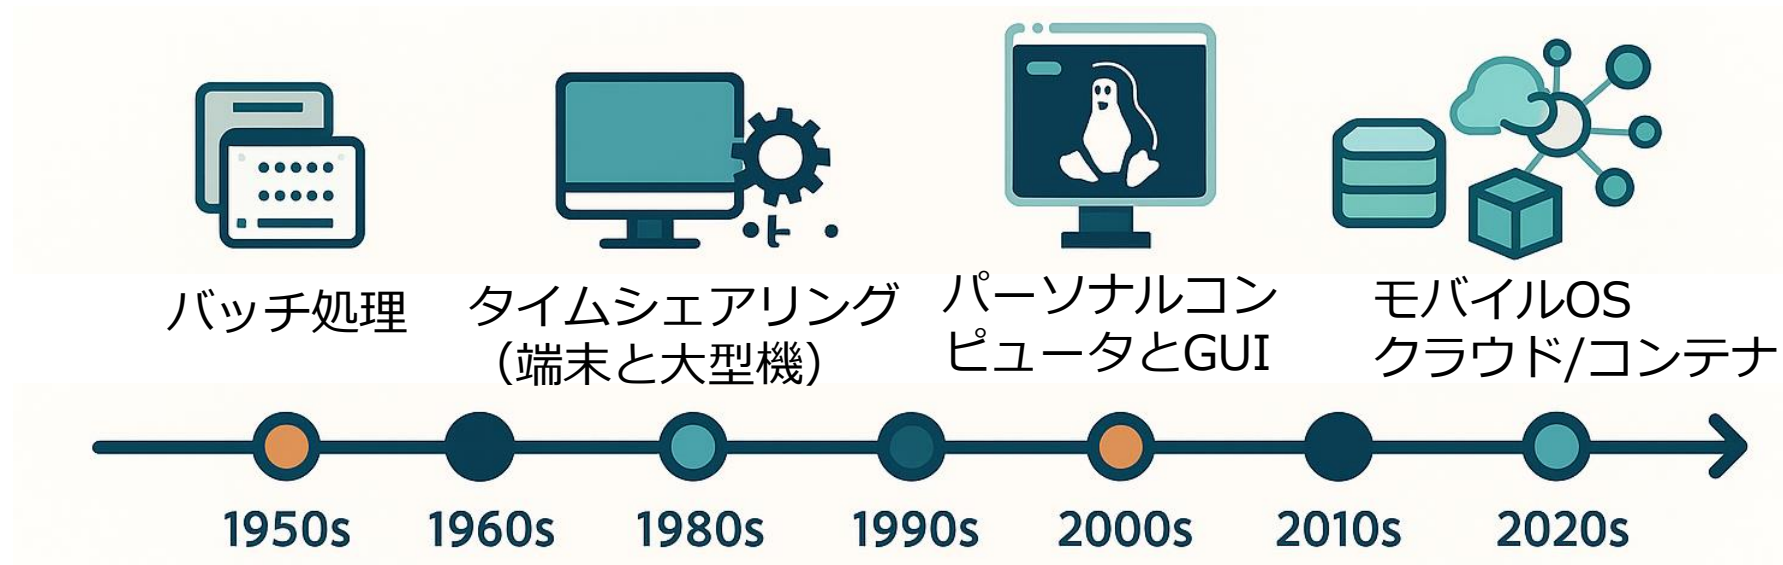 バッチ処理
タイムシェアリング
（端末と大型機）
パーソナルコン
ピュータとGUI
モバイルOS
クラウド/コンテナ
1950s
1960s
1980s
1990s
2000s
2010s
2020s